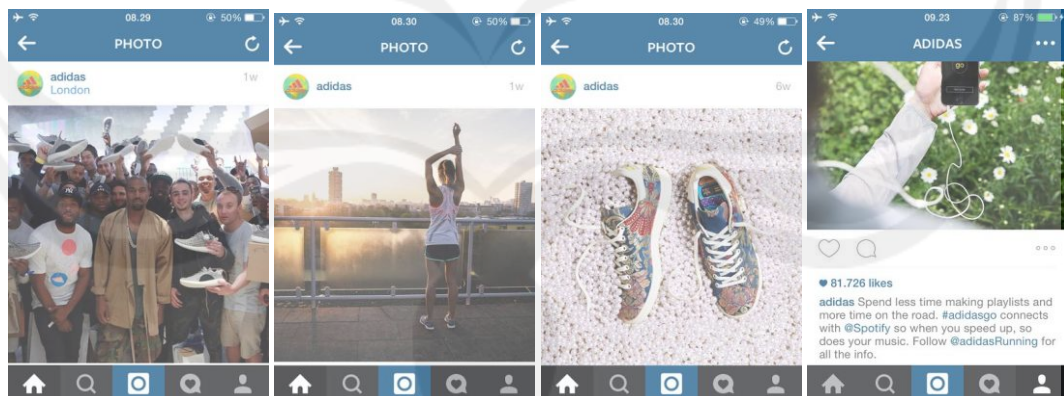 08.29
50%
PHOTO
adidas
London
1w
08.30
50%
PHOTO
adidas
1w
08.30
49%
PHOTO
adidas
6w
09.23
87%
ADIDAS
go
81.726 likes
adidas Spend less time making playlists and
more time on the road. #adidasgo connects
with @Spotify so when you speed up, so
does your music. Follow @adidasRunning for
all the info.